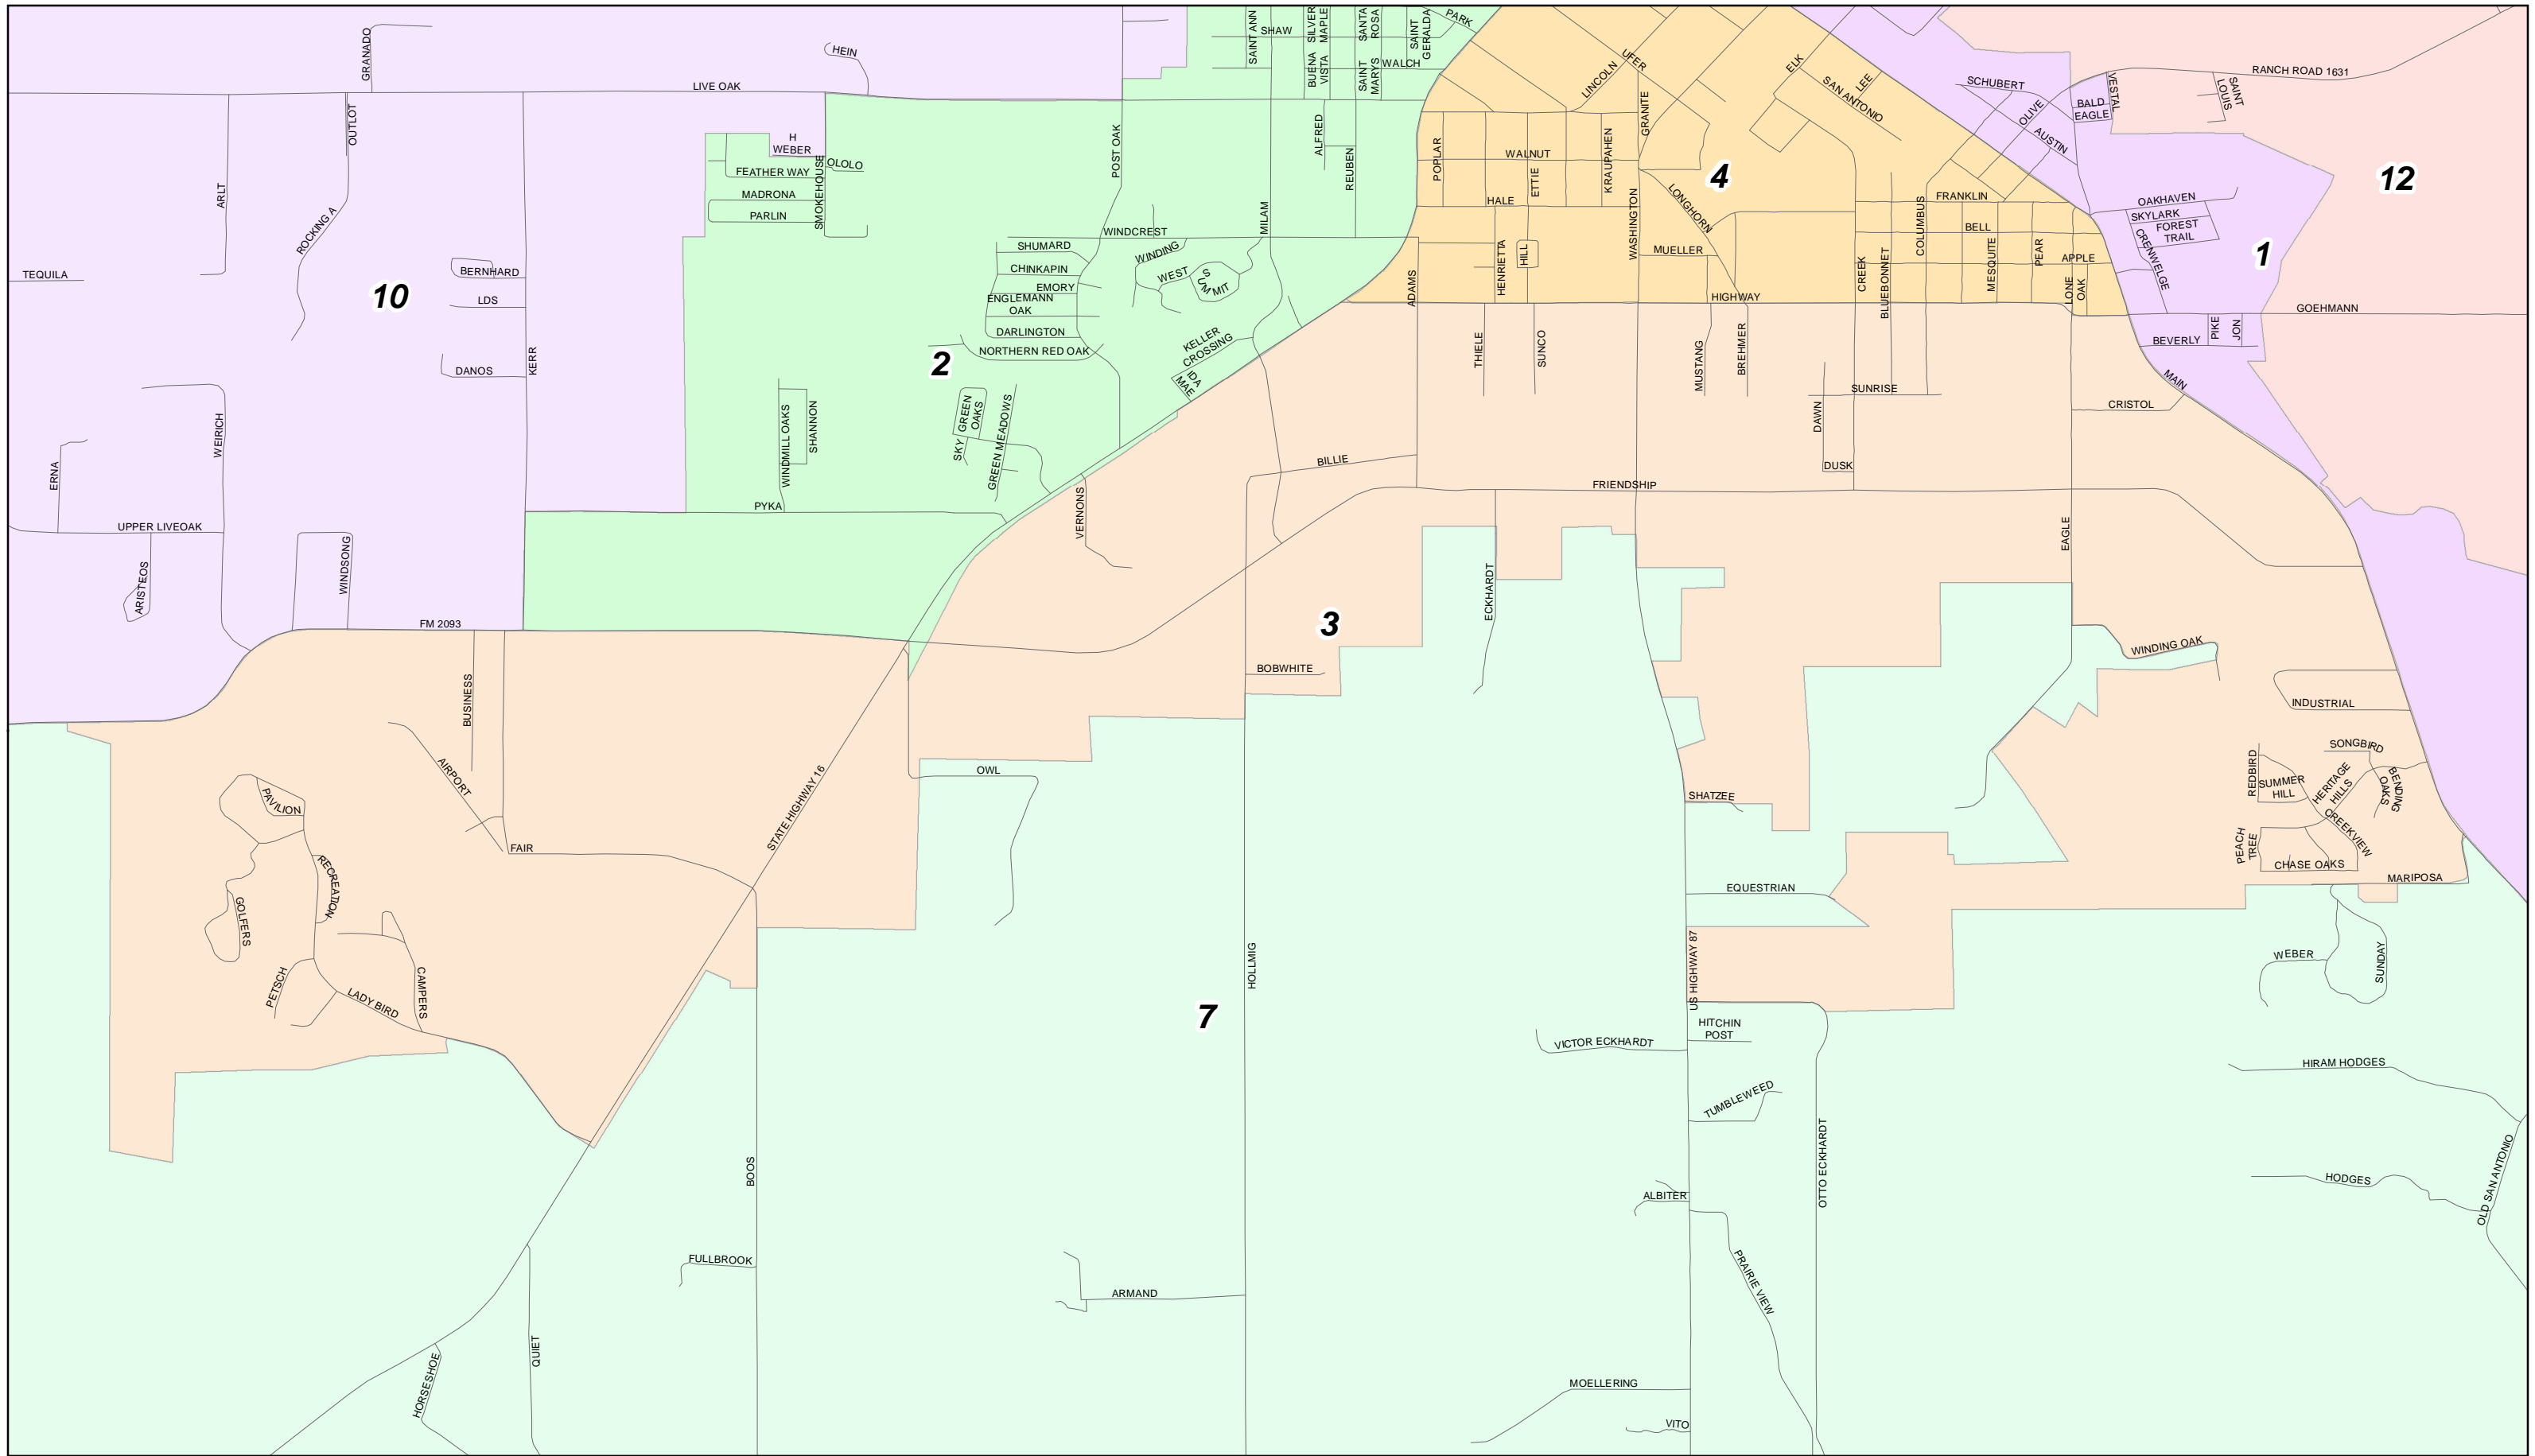 SAINT ANN
SHAW
BUENA VISTA
SILVER MAPLE
SANTA ROSA
SAINT MARYS
SAINT GERALDA
PARK
WALCH
GRANADO
HEIN
LIVE OAK
OUTLOT
ARLT
ROCKING A
TEQUILA
10
BERNHARD
LDS
DANOS
KERR
WEIRICH
ERNA
UPPER LIVEOAK
ARISTEOS
WINDSONG
FM 2093
H
WEBER
OLOLO
FEATHER WAY
SMOKEHOUSE
MADRONA
PARLIN
POST OAK
ALFRED
REUBEN
MILAM
WINDCREST
SHUMARD
WINDING
CHINKAPIN
WEST
SUMMIT
EMORY
ENGLEMANN
OAK
DARLINGTON
NORTHERN RED OAK
KELLER
CROSSING
IDA
MAE
2
WINDMILL OAKS
SHANNON
SKY
GREEN
OAKS
GREEN MEADOWS
PYKA
VERNONS
UFER
LINCOLN
GRANITE
ELK
LEE
SAN ANTONIO
POPLAR
WALNUT
ETTIE
KRAUPAHEN
4
HALE
LONGHORN
WASHINGTON
HENRIETTA
HILL
MUELLER
ADAMS
HIGHWAY
CREEK
BLUEBONNET
COLUMBUS
FRANKLIN
BELL
MESQUITE
PEAR
APPLE
LONE
OAK
SCHUBERT
OLIVE
AUSTIN
VESTAL
BALD
EAGLE
RANCH ROAD 1631
SAINT
LOUIS
12
OAKHAVEN
SKYLARK
FOREST
TRAIL
CRENWELGE
1
GOEHMANN
BEVERLY
PIKE
JON
MAIN
CRISTOL
THIELE
SUNCO
MUSTANG
BREHMER
SUNRISE
DAWN
DUSK
BILLIE
FRIENDSHIP
EAGLE
ECKHARDT
3
BOBWHITE
WINDING OAK
INDUSTRIAL
SONGBIRD
REDBIRD
SUMMER
HILL
HERITAGE
HILLS
BENDING
OAKS
CREEKVIEW
PEACH
TREE
CHASE OAKS
MARIPOSA
BUSINESS
AIRPORT
PAVILION
FAIR
RECREATION
GOLFERS
PETSCH
LADY BIRD
CAMPERS
STATE HIGHWAY 16
OWL
SHATZEE
EQUESTRIAN
US HIGHWAY 87
HOLLMIG
7
WEBER
SUNDAY
HITCHIN
POST
VICTOR ECKHARDT
TUMBLEWEED
HIRAM HODGES
OTTO ECKHARDT
HODGES
OLD SAN ANTONIO
BOOS
ALBITER
FULLBROOK
ARMAND
PRAIRIE VIEW
QUIET
HORSESHOE
MOELLERING
VITO